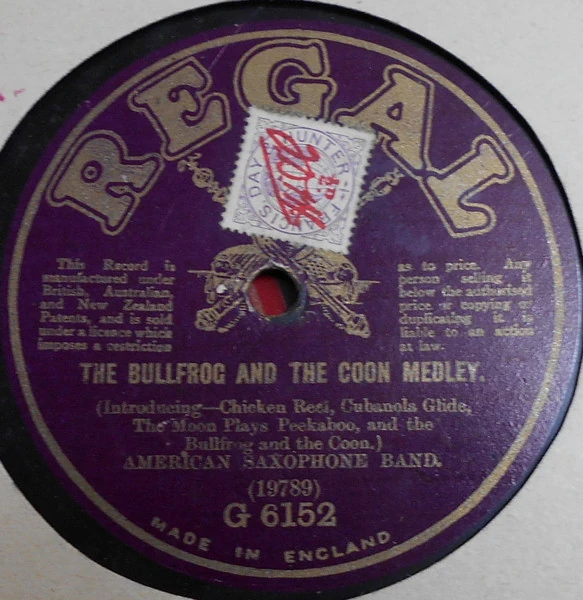 REGAL
FRANCIS DAY & HUNTER
This Record is
manufactured under
British, Australian,
and New Zealand
Patents, and is sold
under a licence which
imposes a restriction
as to price. Any
person selling it
below the authorised
price or copying or
duplicating it is
liable to an action
at law.
THE BULLFROG AND THE COON MEDLEY.
(Introducing—Chicken Reel, Cubanola Glide,
The Moon Plays Peekaboo, and the
Bullfrog and the Coon.)
AMERICAN SAXOPHONE BAND.
(19789)
G 6152
MADE IN ENGLAND